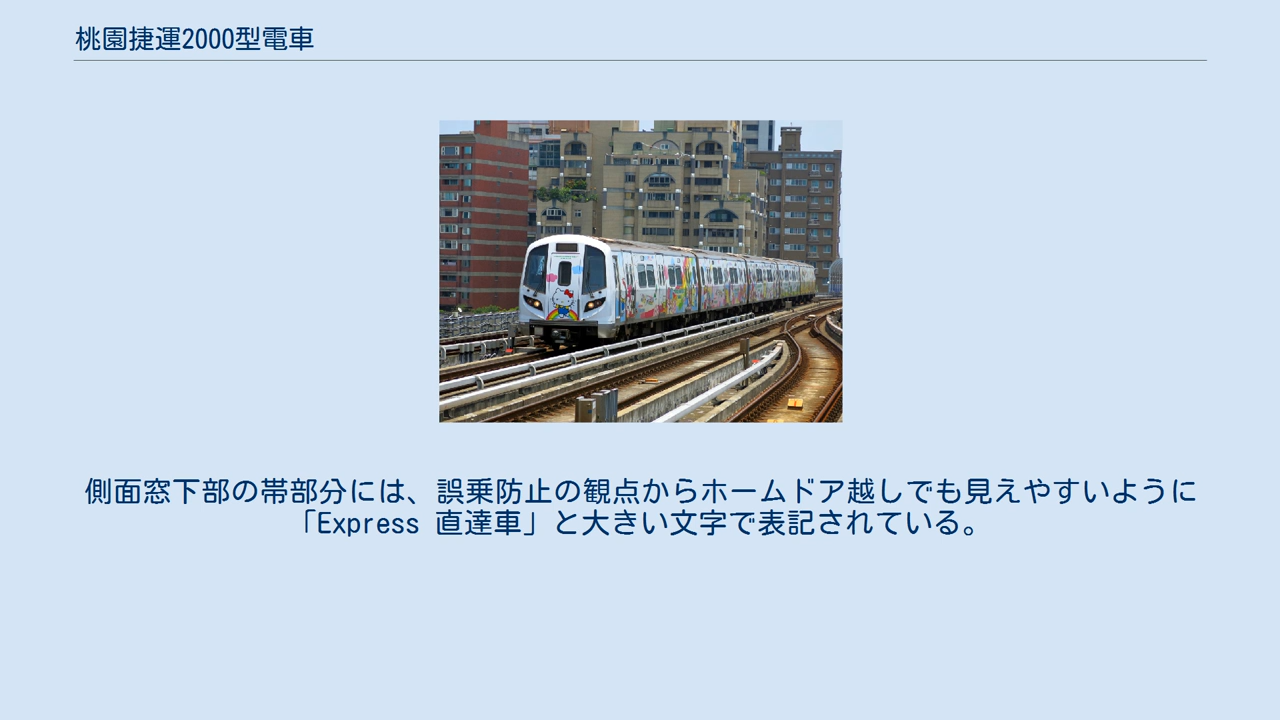 桃園捷運2000型電車
側面窓下部の帯部分には、誤乗防止の観点からホームドア越しでも見えやすいように
「Express 直達車」と大きい文字で表記されている。